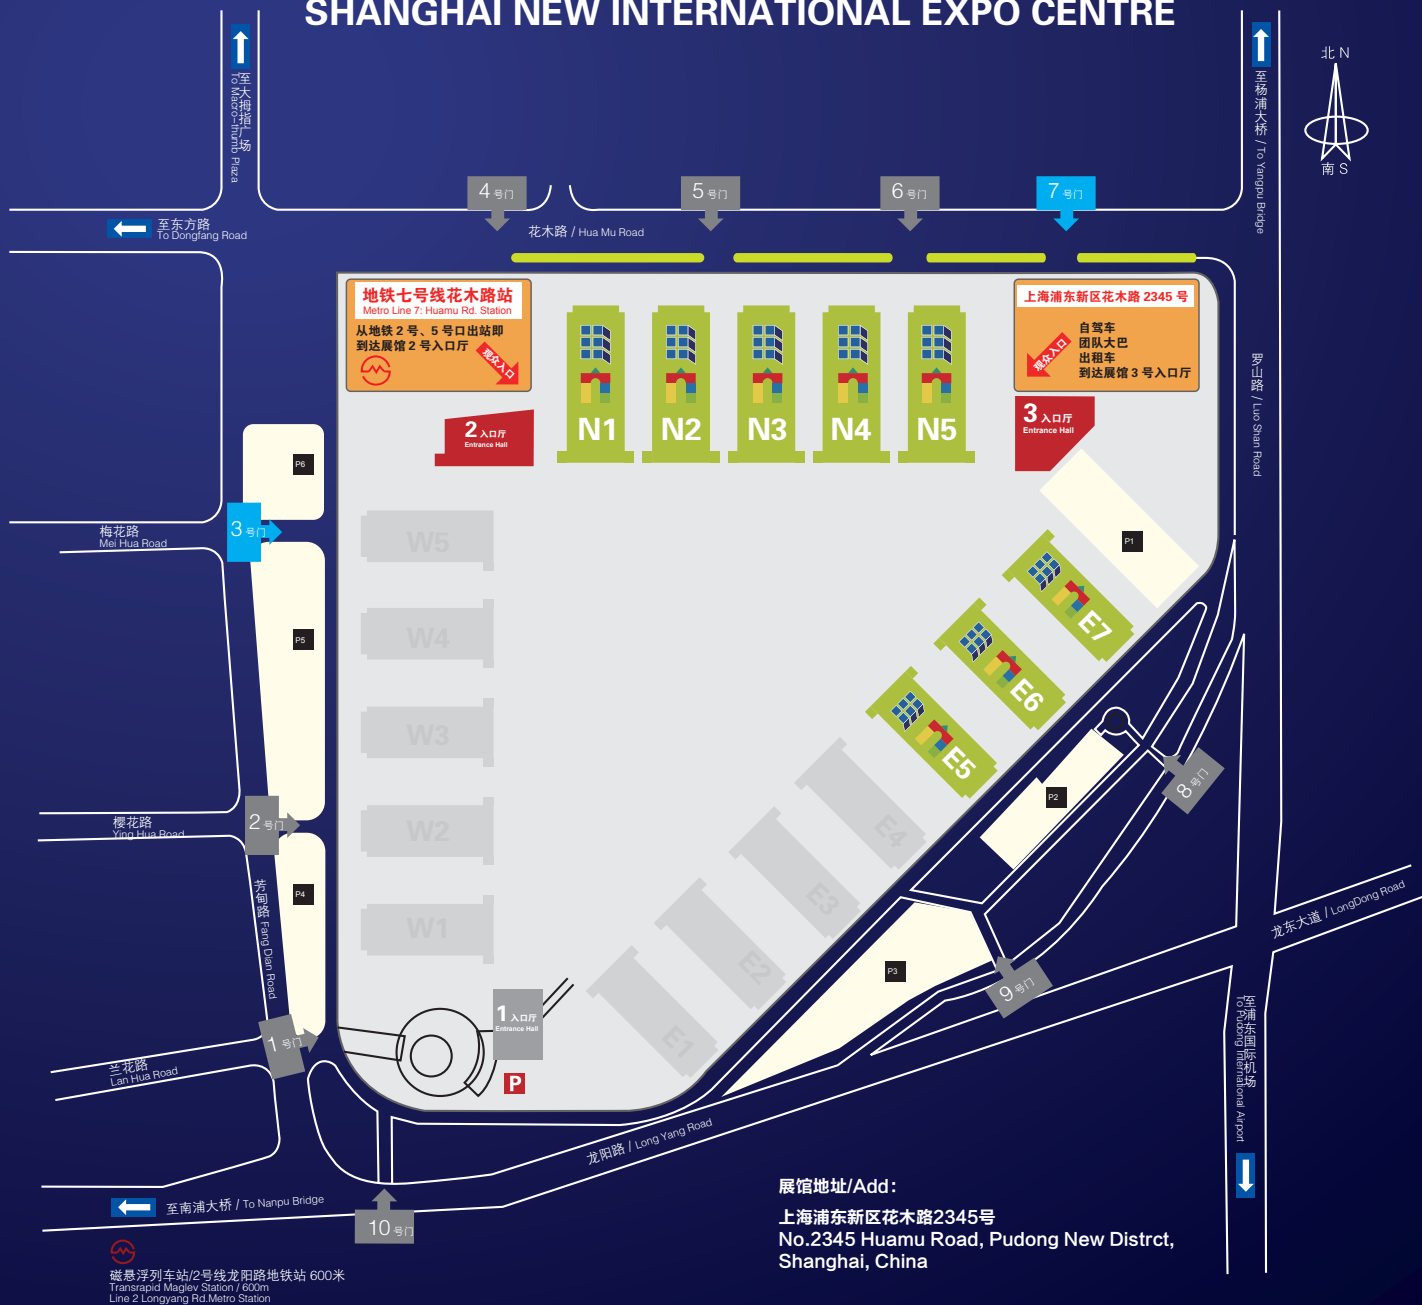 SHANGHAI NEW INTERNATIONAL EXPO CENTRE
至大拇指广场
To Macro-thumb Plaza
至杨浦大桥 / To Yangpu Bridge
北 N
南 S
4 号门
5 号门
6 号门
7 号门
至东方路
To Dongfang Road
花木路 / Hua Mu Road
地铁七号线花木路站
Metro Line 7: Huamu Rd. Station
从地铁 2 号、5 号口出站即
到达展馆 2 号入口厅
观众入口
上海浦东新区花木路 2345 号
自驾车
团队大巴
出租车
到达展馆 3 号入口厅
观众入口
罗山路 / Luo Shan Road
2 入口厅
Entrance Hall
N1
N2
N3
N4
N5
3 入口厅
Entrance Hall
P6
3 号门
梅花路
Mei Hua Road
W5
P1
E7
P5
W4
E6
W3
E5
P2
8 号门
樱花路
Ying Hua Road
2 号门
W2
E4
P4
芳甸路 Fang Dian Road
W1
E3
龙东大道 / LongDong Road
E2
P3
9 号门
1 入口厅
Entrance Hall
E1
1 号门
兰花路
Lan Hua Road
P
至浦东国际机场
To Pudong International Airport
龙阳路 / Long Yang Road
至南浦大桥 / To Nanpu Bridge
10 号门
展馆地址/Add：
上海浦东新区花木路2345号
No.2345 Huamu Road, Pudong New Distrct,
Shanghai, China
磁悬浮列车站/2号线龙阳路地铁站 600米
Transrapid Maglev Station / 600m
Line 2 Longyang Rd.Metro Station